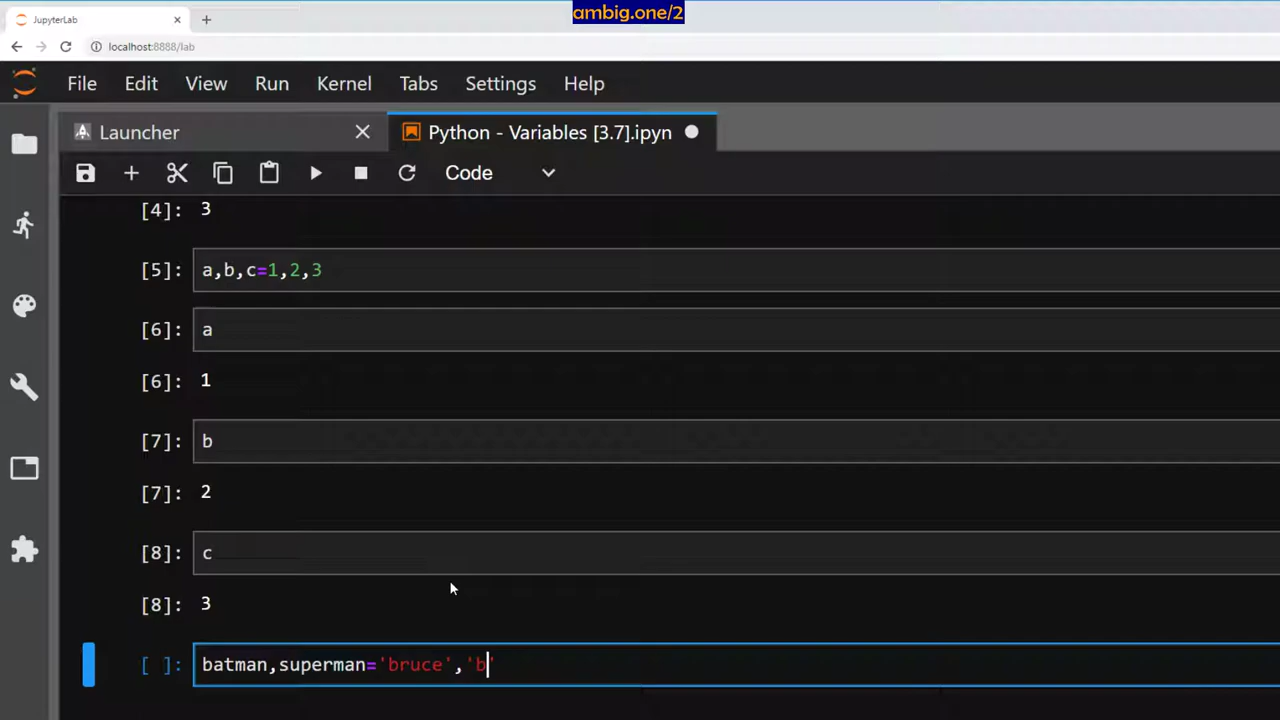 ambig.one/2
JupyterLab
localhost:8888/lab
File Edit View Run Kernel Tabs Settings Help
Launcher
Python - Variables [3.7].ipyn
Code
[4]: 3
[5]: a,b,c=1,2,3
[6]: a
[6]: 1
[7]: b
[7]: 2
[8]: c
[8]: 3
[ ]: batman,superman='bruce','b'